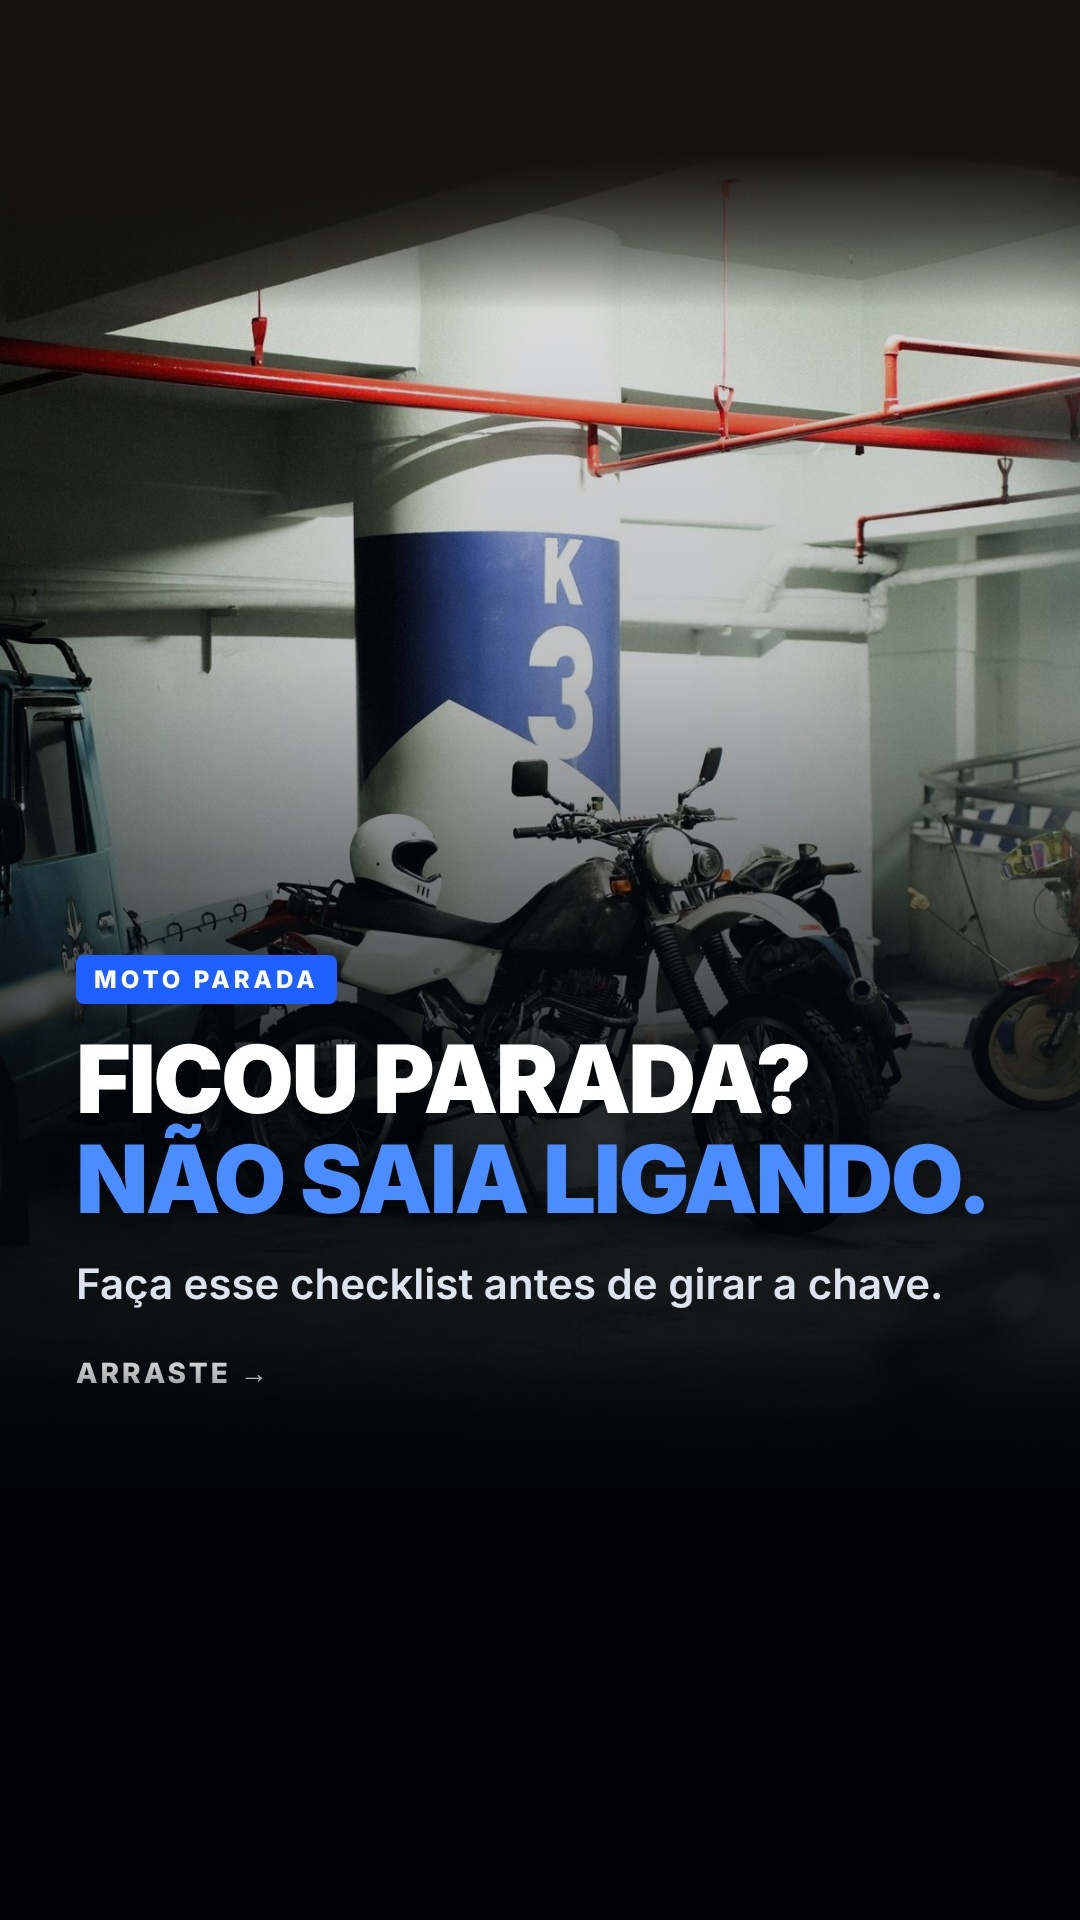 K
3
MOTO PARADA
FICOU PARADA?
NÃO SAIA LIGANDO.
Faça esse checklist antes de girar a chave.
ARRASTE →